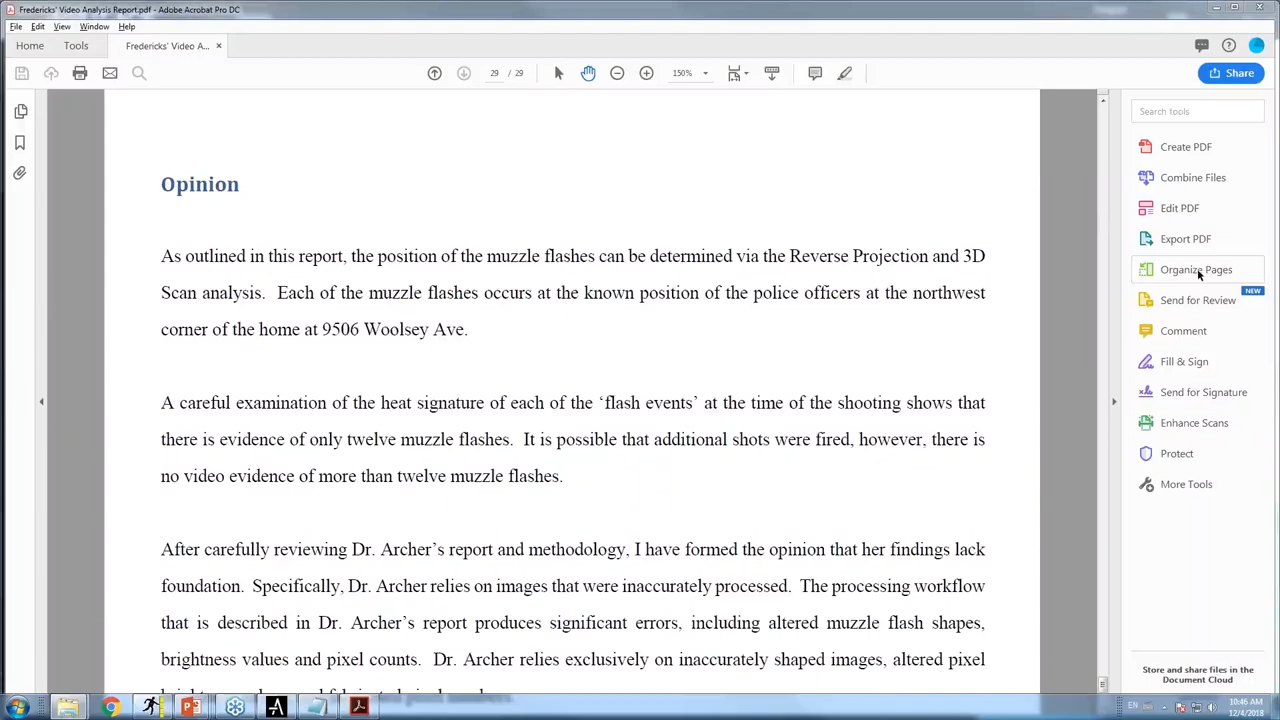 Fredericks' Video Analysis Report.pdf - Adobe Acrobat Pro DC
File Edit View Window Help
Home Tools Fredericks' Video A... ×
29 / 29 150% Share
Search tools
Create PDF
Combine Files
Edit PDF
Export PDF
Organize Pages
NEW
Send for Review
Comment
Fill & Sign
Send for Signature
Enhance Scans
Protect
More Tools
Store and share files in the
Document Cloud
Opinion
As outlined in this report, the position of the muzzle flashes can be determined via the Reverse Projection and 3D
Scan analysis. Each of the muzzle flashes occurs at the known position of the police officers at the northwest
corner of the home at 9506 Woolsey Ave.
A careful examination of the heat signature of each of the ‘flash events’ at the time of the shooting shows that
there is evidence of only twelve muzzle flashes. It is possible that additional shots were fired, however, there is
no video evidence of more than twelve muzzle flashes.
After carefully reviewing Dr. Archer’s report and methodology, I have formed the opinion that her findings lack
foundation. Specifically, Dr. Archer relies on images that were inaccurately processed. The processing workflow
that is described in Dr. Archer’s report produces significant errors, including altered muzzle flash shapes,
brightness values and pixel counts. Dr. Archer relies exclusively on inaccurately shaped images, altered pixel
EN
10:46 AM
12/4/2018